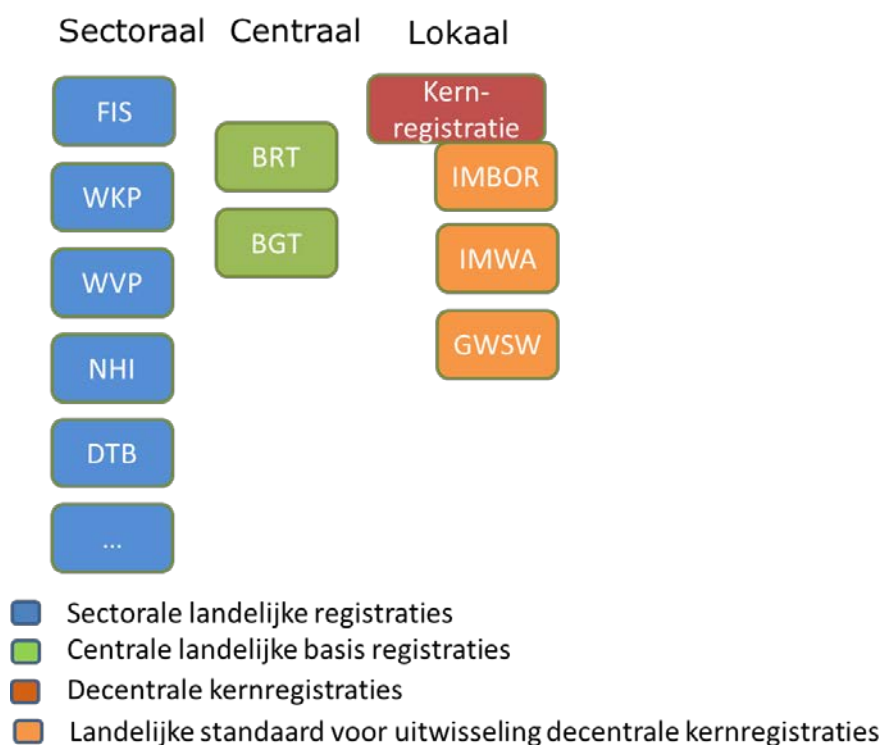 Sectoraal Centraal Lokaal
FIS
WKP
WVP
NHI
DTB
...
BRT
BGT
Kern-
registratie
IMBOR
IMWA
GWSW
Sectorale landelijke registraties
Centrale landelijke basis registraties
Decentrale kernregistraties
Landelijke standaard voor uitwisseling decentrale kernregistraties